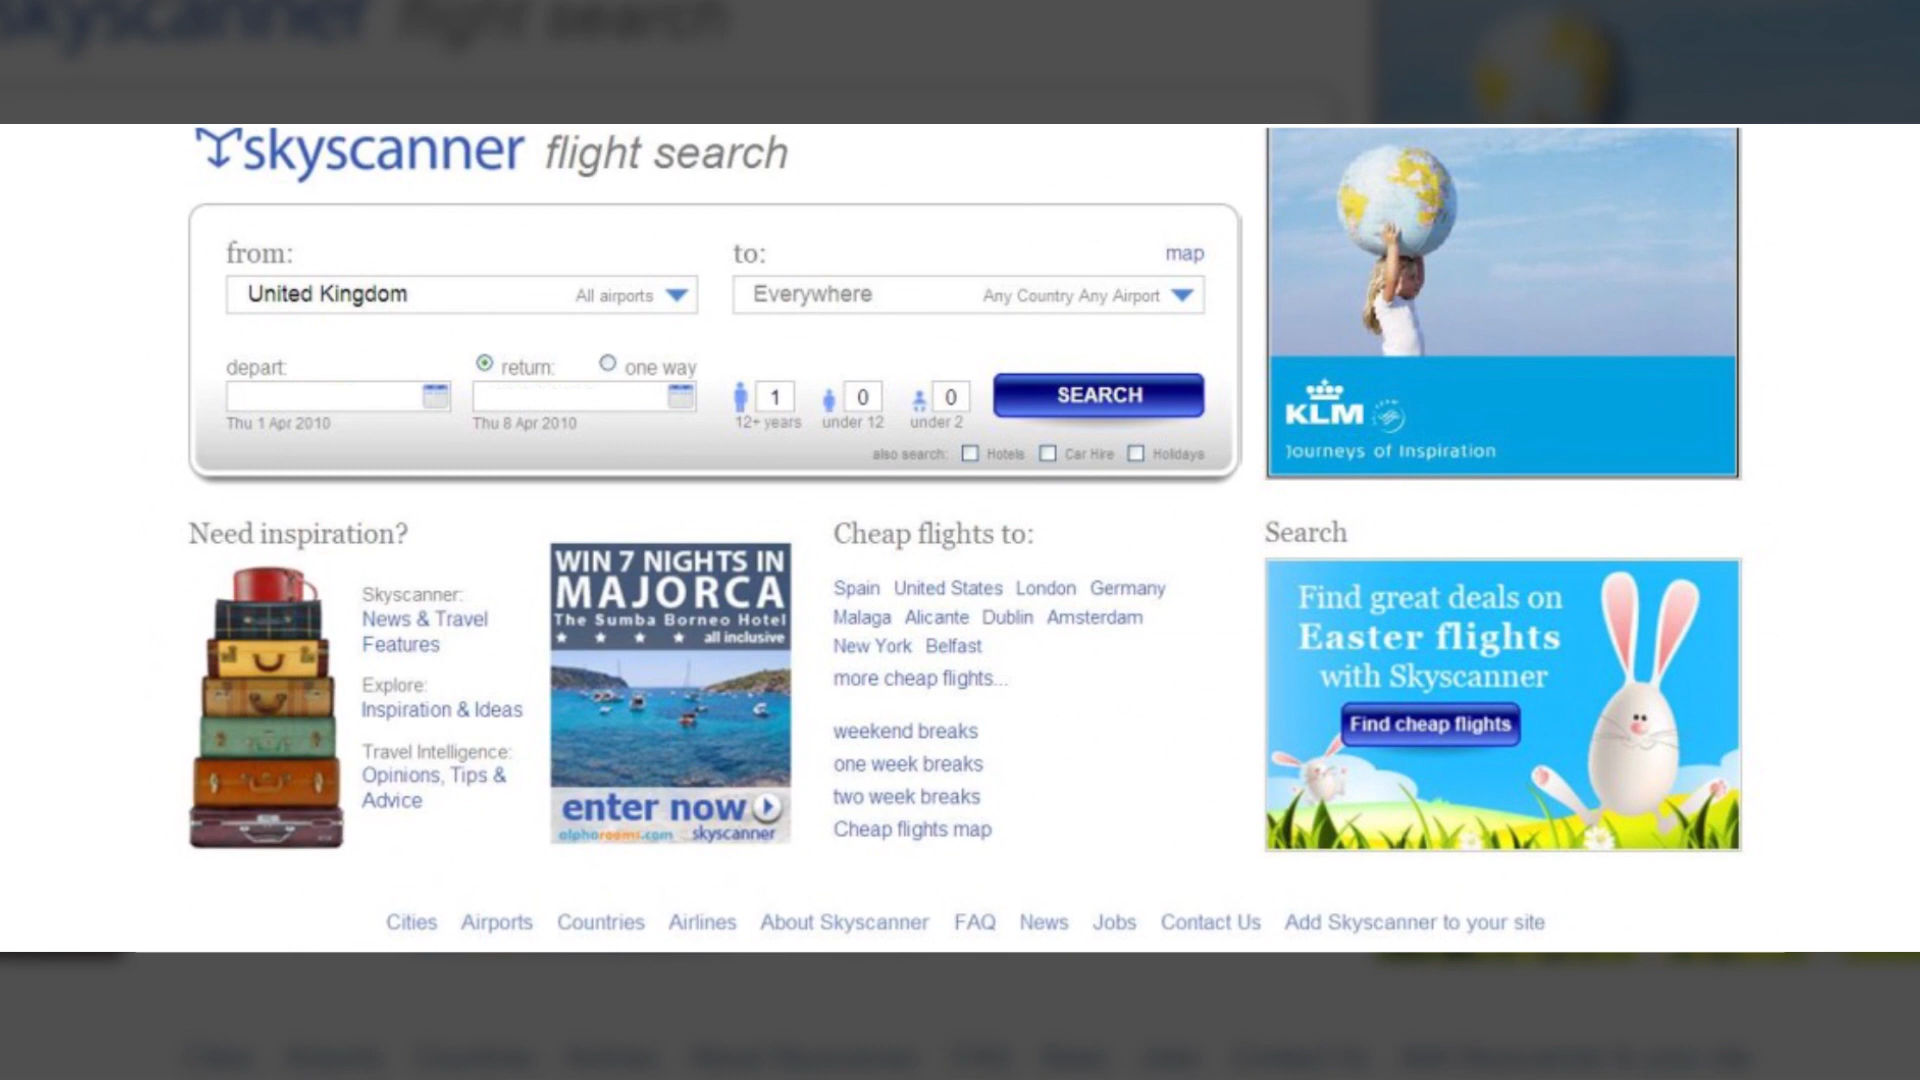 skyscanner flight search
skyscanner flight search
from:
to:
map
United Kingdom All airports
Everywhere Any Country Any Airport
depart:
return: one way
1 0 0
SEARCH
Thu 1 Apr 2010
Thu 8 Apr 2010
12+ years under 12 under 2
also search: Hotels Car Hire Holidays
KLM
Journeys of Inspiration
Need inspiration?
Skyscanner:
News & Travel
Features
Explore:
Inspiration & Ideas
Travel Intelligence:
Opinions, Tips &
Advice
WIN 7 NIGHTS IN
MAJORCA
The Sumba Borneo Hotel
all inclusive
enter now
alpharooms.com skyscanner
Cheap flights to:
Spain United States London Germany
Malaga Alicante Dublin Amsterdam
New York Belfast
more cheap flights...
weekend breaks
one week breaks
two week breaks
Cheap flights map
Search
Find great deals on
Easter flights
with Skyscanner
Find cheap flights
Cities Airports Countries Airlines About Skyscanner FAQ News Jobs Contact Us Add Skyscanner to your site